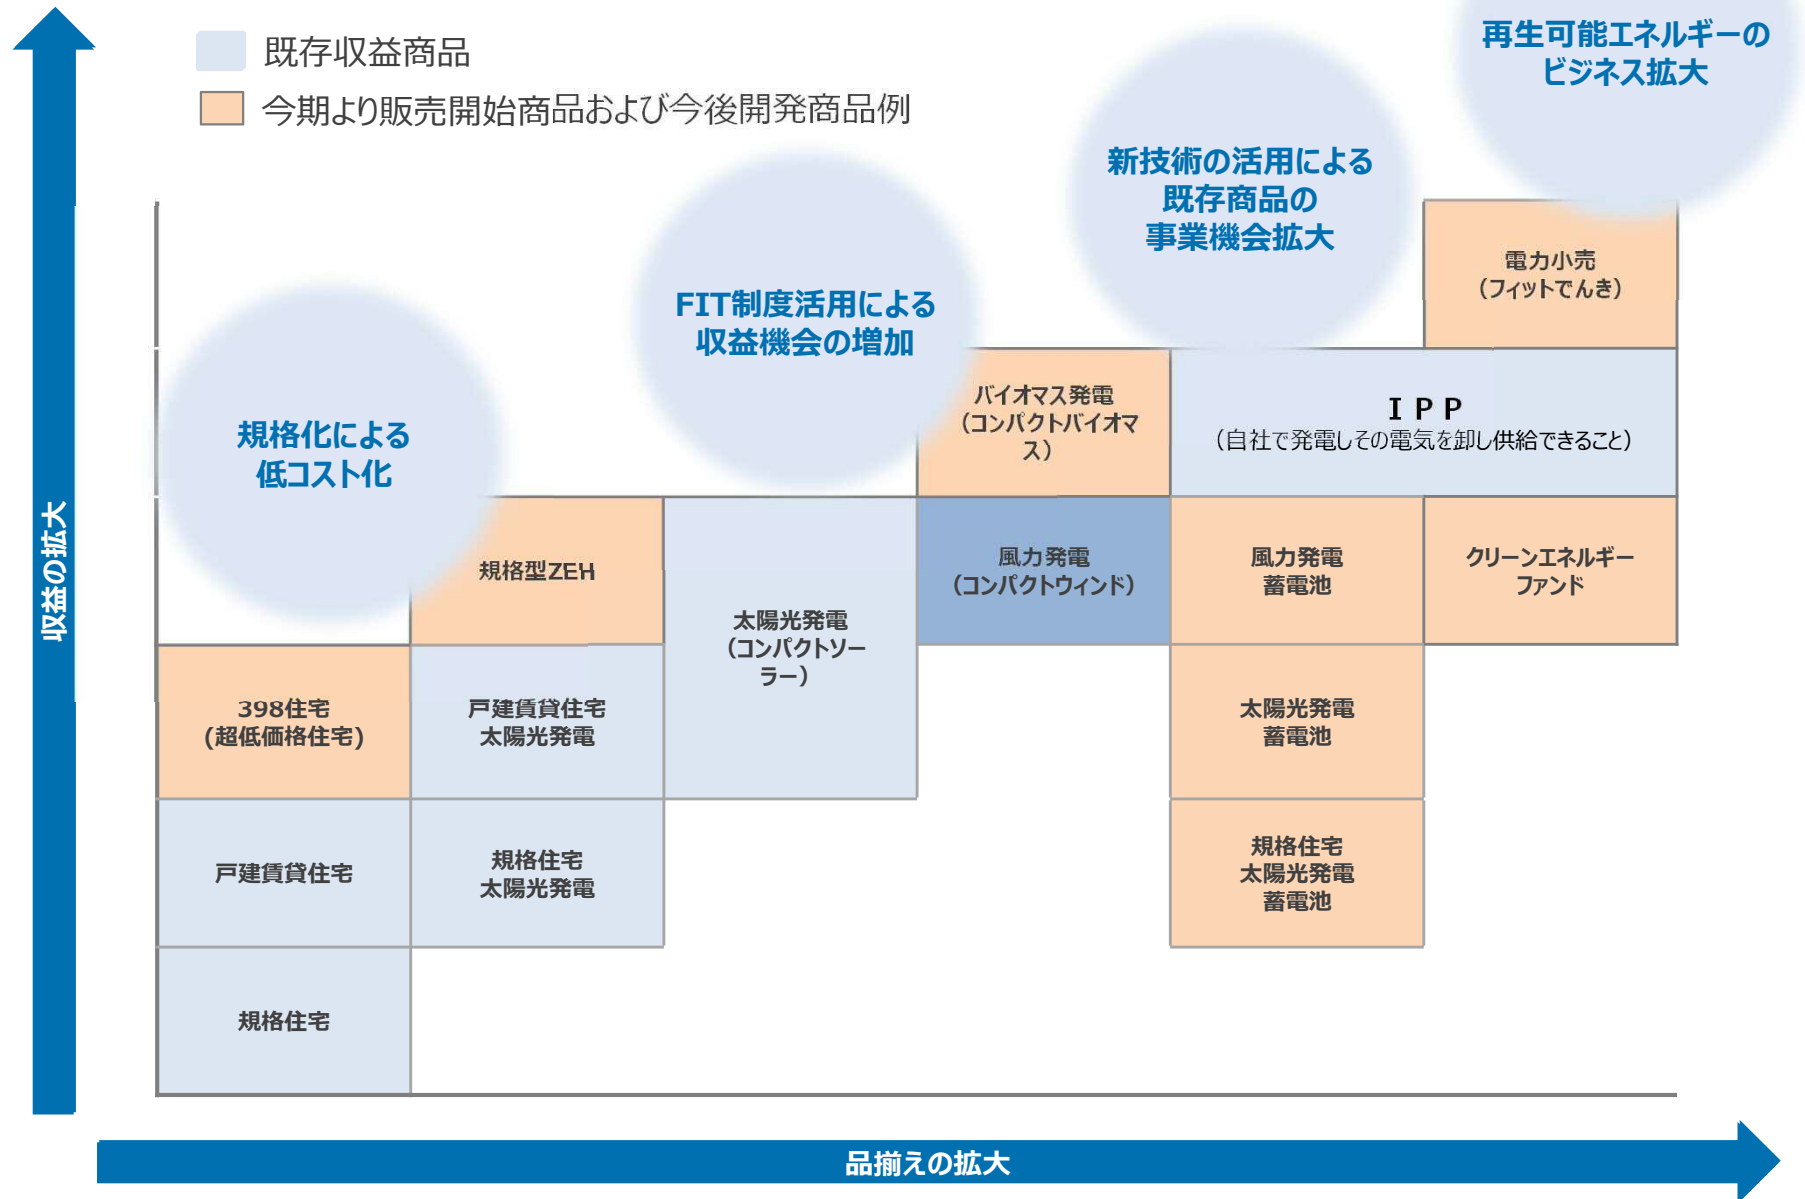 既存収益商品
今期より販売開始商品および今後開発商品例
再生可能エネルギーの
ビジネス拡大
新技術の活用による
既存商品の
事業機会拡大
FIT制度活用による
収益機会の増加
規格化による
低コスト化
電力小売
（フィットでんき）
バイオマス発電
（コンパクトバイオマ
ス）
ＩＰＰ
（自社で発電しその電気を卸し供給できること）
規格型ZEH
太陽光発電
（コンパクトソー
ラー）
風力発電
（コンパクトウィンド）
風力発電
蓄電池
クリーンエネルギー
ファンド
398住宅
(超低価格住宅)
戸建賃貸住宅
太陽光発電
太陽光発電
蓄電池
戸建賃貸住宅
規格住宅
太陽光発電
規格住宅
太陽光発電
蓄電池
規格住宅
収益の拡大
品揃えの拡大